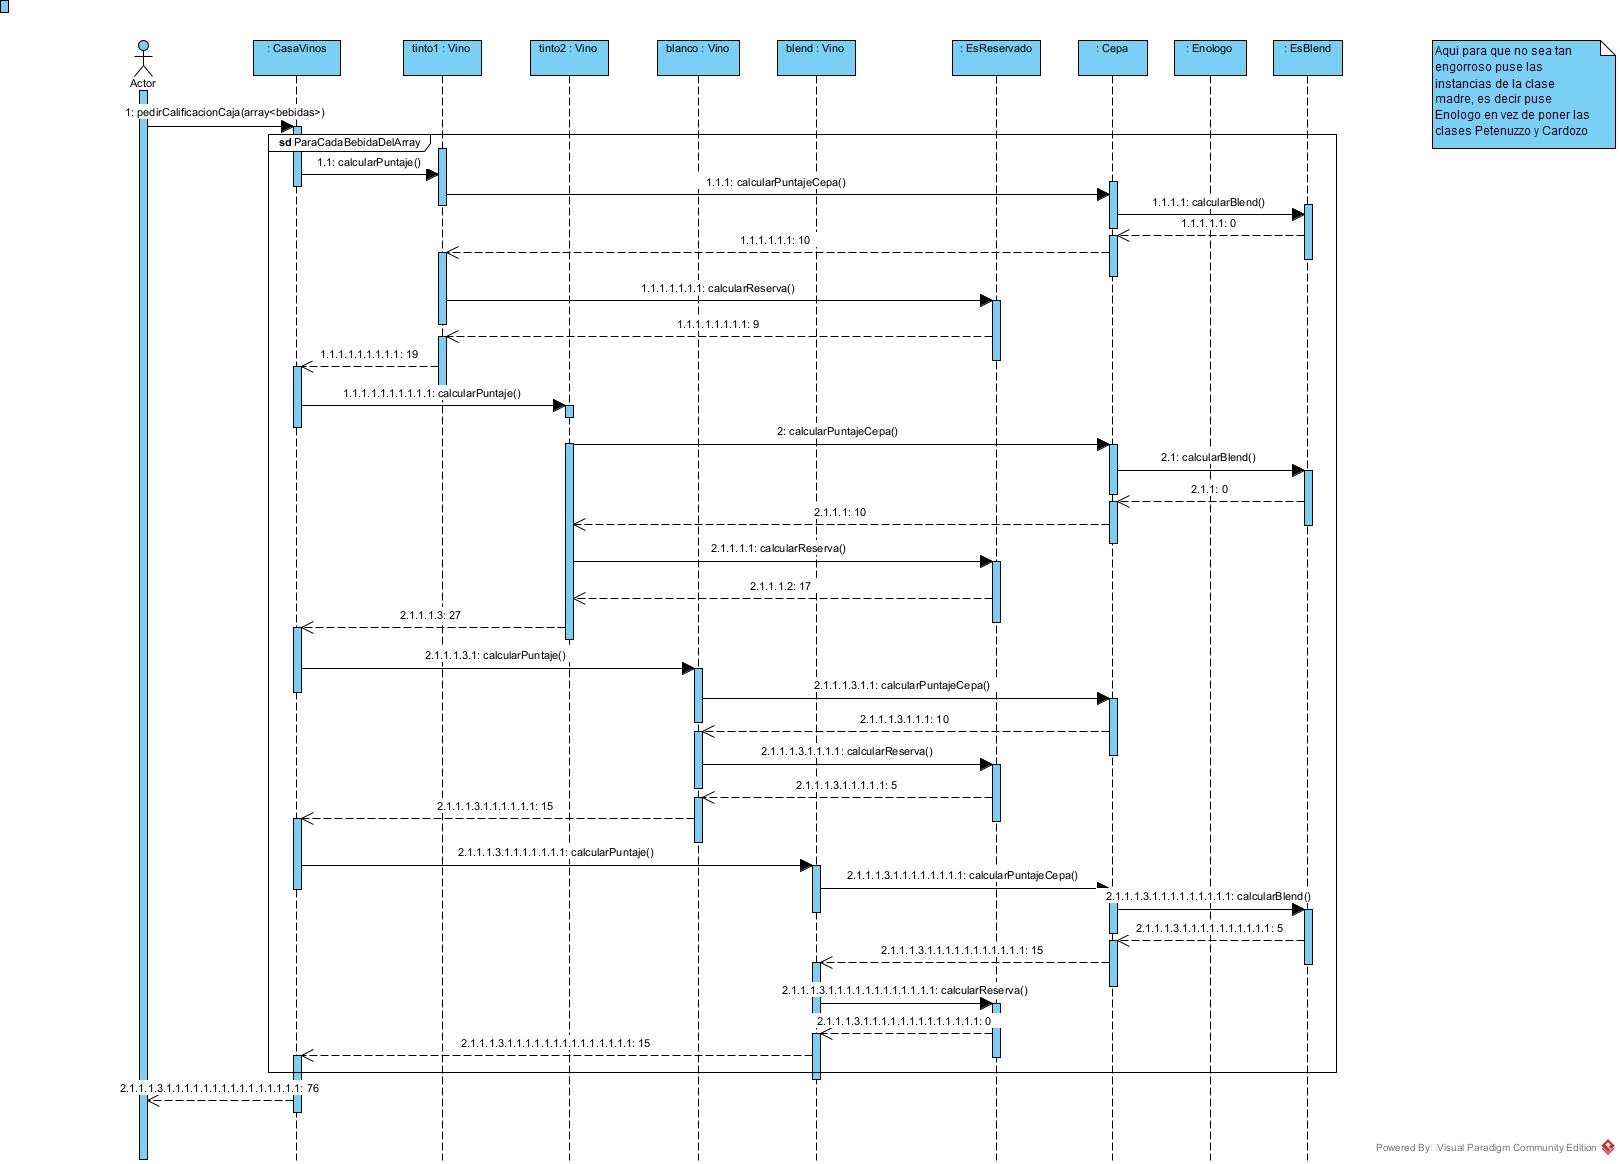 Actor
: CasaVinos
tinto1 : Vino
tinto2 : Vino
blanco : Vino
blend : Vino
: EsReservado
: Cepa
: Enologo
: EsBlend
Aqui para que no sea tan
engorroso puse las
instancias de la clase
madre, es decir puse
Enologo en vez de poner las
clases Petenuzzo y Cardozo
1: pedirCalificacionCaja(array<bebidas>)
sd ParaCadaBebidaDelArray
1.1: calcularPuntaje()
1.1.1: calcularPuntajeCepa()
1.1.1.1: calcularBlend()
1.1.1.1.1: 0
1.1.1.1.1.1: 10
1.1.1.1.1.1.1: calcularReserva()
1.1.1.1.1.1.1.1: 9
1.1.1.1.1.1.1.1.1: 19
1.1.1.1.1.1.1.1.1.1: calcularPuntaje()
2: calcularPuntajeCepa()
2.1: calcularBlend()
2.1.1: 0
2.1.1.1: 10
2.1.1.1.1: calcularReserva()
2.1.1.1.2: 17
2.1.1.1.3: 27
2.1.1.1.3.1: calcularPuntaje()
2.1.1.1.3.1.1: calcularPuntajeCepa()
2.1.1.1.3.1.1.1: 10
2.1.1.1.3.1.1.1.1: calcularReserva()
2.1.1.1.3.1.1.1.1.1: 5
2.1.1.1.3.1.1.1.1.1.1: 15
2.1.1.1.3.1.1.1.1.1.1.1: calcularPuntaje()
2.1.1.1.3.1.1.1.1.1.1.1.1: calcularPuntajeCepa()
2.1.1.1.3.1.1.1.1.1.1.1.1.1: calcularBlend()
2.1.1.1.3.1.1.1.1.1.1.1.1.1.1: 5
2.1.1.1.3.1.1.1.1.1.1.1.1.1.1.1: 15
2.1.1.1.3.1.1.1.1.1.1.1.1.1.1.1.1: calcularReserva()
2.1.1.1.3.1.1.1.1.1.1.1.1.1.1.1.1.1: 0
2.1.1.1.3.1.1.1.1.1.1.1.1.1.1.1.1.1.1: 15
2.1.1.1.3.1.1.1.1.1.1.1.1.1.1.1.1.1.1.1: 76
Powered By Visual Paradigm Community Edition